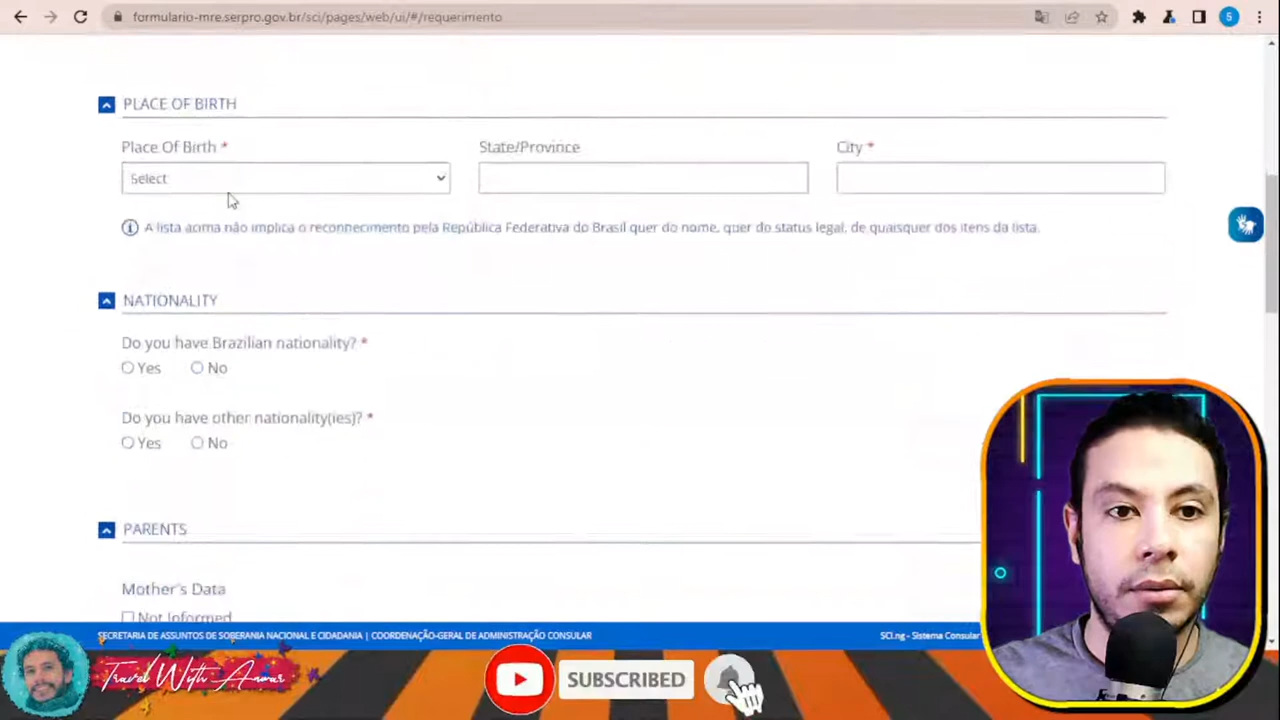 formulario-mre.serpro.gov.br/sci/pages/web/ui/#/requerimento
5
PLACE OF BIRTH
Place Of Birth *
State/Province
City *
Select
A lista acima não implica o reconhecimento pela República Federativa do Brasil quer do nome, quer do status legal, de quaisquer dos itens da lista.
NATIONALITY
Do you have Brazilian nationality? *
Yes No
Do you have other nationality(ies)? *
Yes No
PARENTS
Mother's Data
Not Informed
SECRETARIA DE ASSUNTOS DE SOBERANIA NACIONAL E CIDADANIA | COORDENAÇÃO-GERAL DE ADMINISTRAÇÃO CONSULAR
SCI.ng - Sistema Consular
Travel With Anwar
SUBSCRIBED